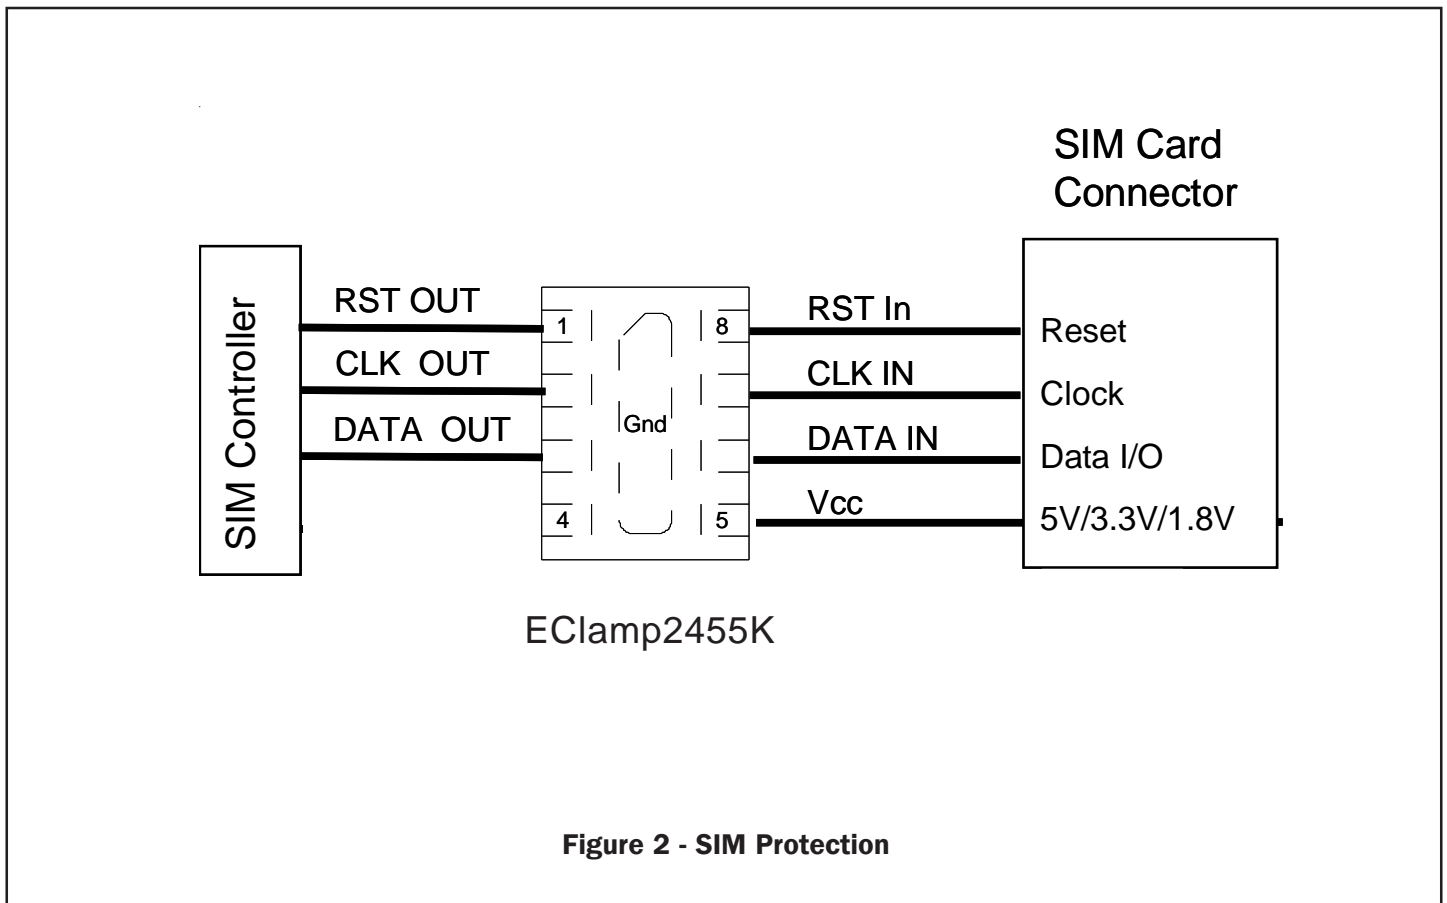 SIM Card
Connector
SIM Controller
RST OUT
CLK OUT
DATA OUT
1
4
Gnd
8
5
RST In
CLK IN
DATA IN
Vcc
Reset
Clock
Data I/O
5V/3.3V/1.8V
EClamp2455K
Figure 2 - SIM Protection